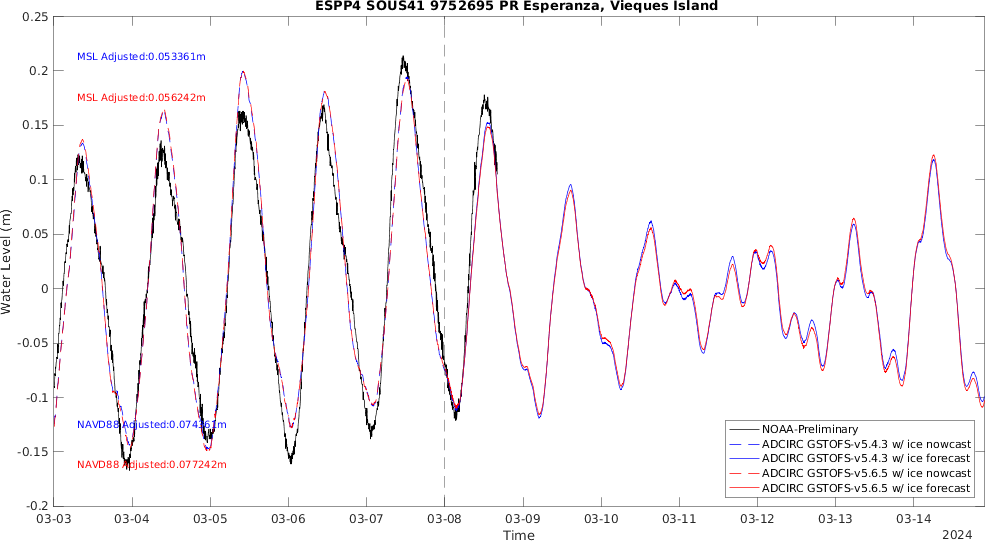 ESPP4 SOUS41 9752695 PR Esperanza, Vieques Island
0.25
0.2
0.15
0.1
0.05
0
-0.05
-0.1
-0.15
-0.2
Water Level (m)
MSL Adjusted:0.053361m
MSL Adjusted:0.056242m
NAVD88 Adjusted:0.074361m
NAVD88 Adjusted:0.077242m
NOAA-Preliminary
ADCIRC GSTOFS-v5.4.3 w/ ice nowcast
ADCIRC GSTOFS-v5.4.3 w/ ice forecast
ADCIRC GSTOFS-v5.6.5 w/ ice nowcast
ADCIRC GSTOFS-v5.6.5 w/ ice forecast
03-03 03-04 03-05 03-06 03-07 03-08 03-09 03-10 03-11 03-12 03-13 03-14
Time
2024